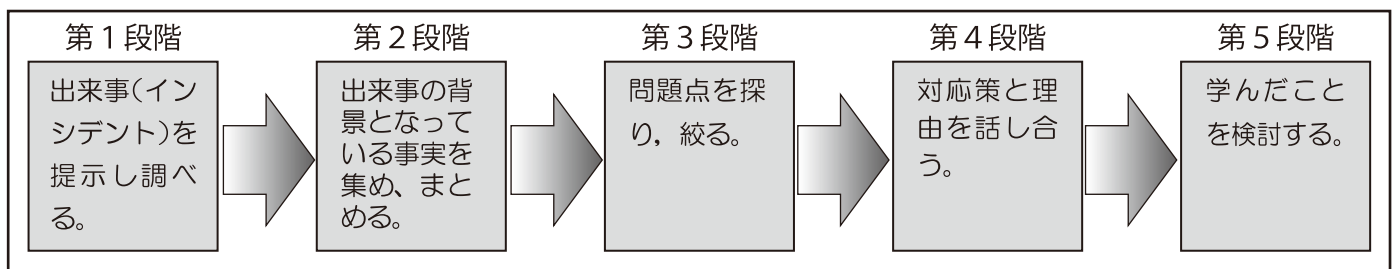 第1段階
出来事(イン
シデント)を
提示し調べ
る。
第2段階
出来事の背
景となって
いる事実を
集め、まと
める。
第3段階
問題点を探
り，絞る。
第4段階
対応策と理
由を話し合
う。
第5段階
学んだこと
を検討する。